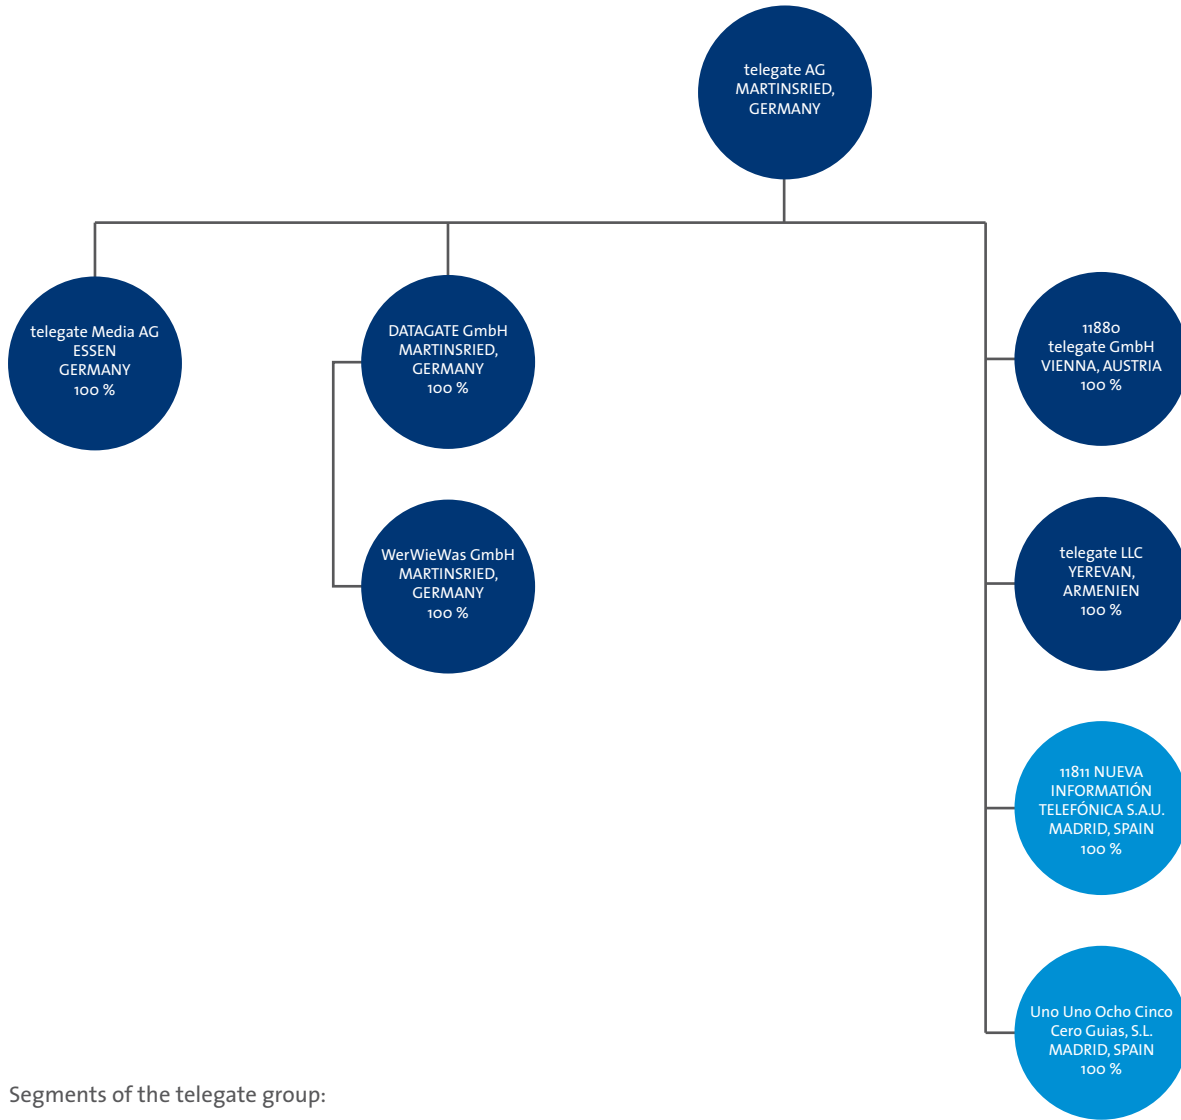 telegate AG
MARTINSRIED,
GERMANY
telegate Media AG
ESSEN
GERMANY
100 %
DATAGATE GmbH
MARTINSRIED,
GERMANY
100 %
11880
telegate GmbH
VIENNA, AUSTRIA
100 %
WerWieWas GmbH
MARTINSRIED,
GERMANY
100 %
telegate LLC
YEREVAN,
ARMENIEN
100 %
11811 NUEVA
INFORMATIÓN
TELEFÓNICA S.A.U.
MADRID, SPAIN
100 %
Uno Uno Ocho Cinco
Cero Guias, S.L.
MADRID, SPAIN
100 %
Segments of the telegate group: